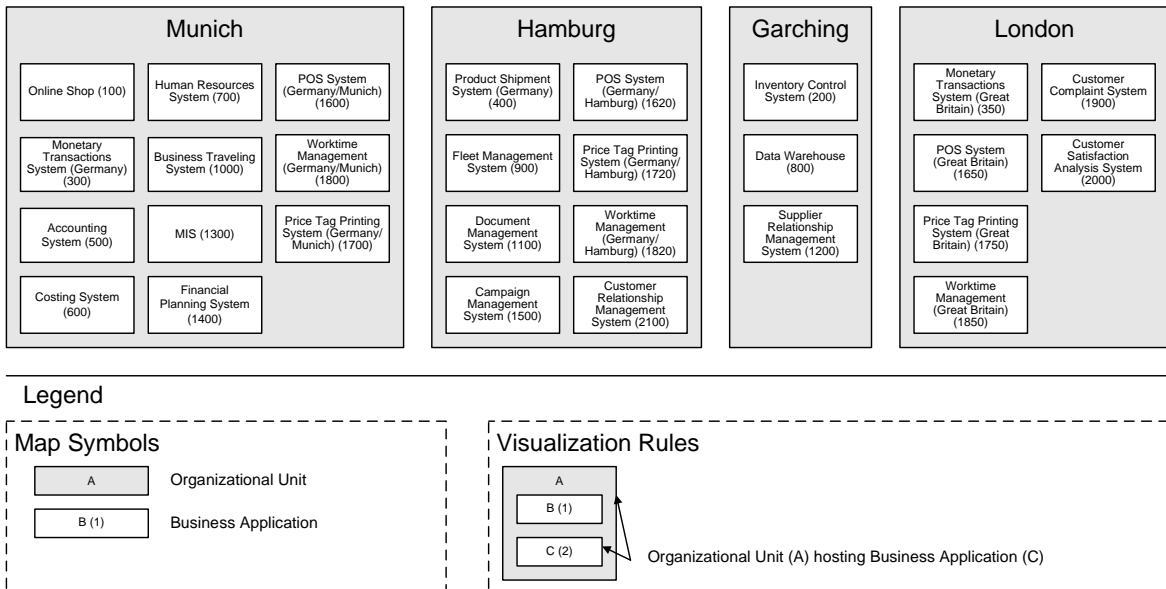 Munich
Online Shop (100)
Human Resources
System (700)
POS System
(Germany/Munich)
(1600)
Monetary
Transactions
System (Germany)
(300)
Business Traveling
System (1000)
Worktime
Management
(Germany/Munich)
(1800)
Accounting
System (500)
MIS (1300)
Price Tag Printing
System (Germany/
Munich) (1700)
Costing System
(600)
Financial
Planning System
(1400)
Hamburg
Product Shipment
System (Germany)
(400)
POS System
(Germany/
Hamburg) (1620)
Fleet Management
System (900)
Price Tag Printing
System (Germany/
Hamburg) (1720)
Document
Management
System (1100)
Worktime
Management
(Germany/
Hamburg) (1820)
Campaign
Management
System (1500)
Customer
Relationship
Management
System (2100)
Garching
Inventory Control
System (200)
Data Warehouse
(800)
Supplier
Relationship
Management
System (1200)
London
Monetary
Transactions
System (Great
Britain) (350)
Customer
Complaint System
(1900)
POS System
(Great Britain)
(1650)
Customer
Satisfaction
Analysis System
(2000)
Price Tag Printing
System (Great
Britain) (1750)
Worktime
Management
(Great Britain)
(1850)
Legend
Map Symbols
A
Organizational Unit
B (1)
Business Application
Visualization Rules
A
B (1)
C (2)
Organizational Unit (A) hosting Business Application (C)